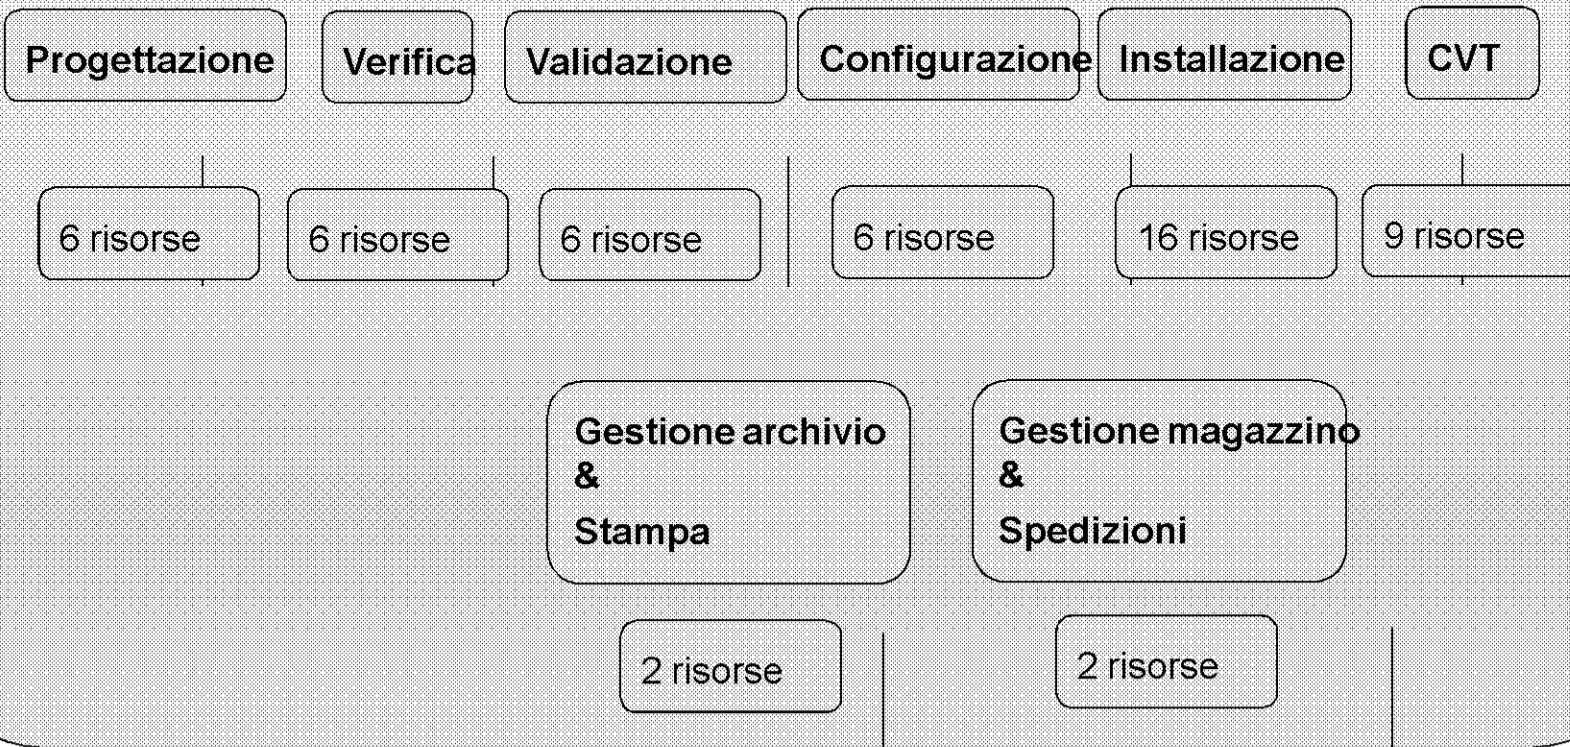 Progettazione
Verifica
Validazione
Configurazione
Installazione
CVT
6 risorse
6 risorse
6 risorse
6 risorse
16 risorse
9 risorse
Gestione archivio
&
Stampa
Gestione magazzino
&
Spedizioni
2 risorse
2 risorse